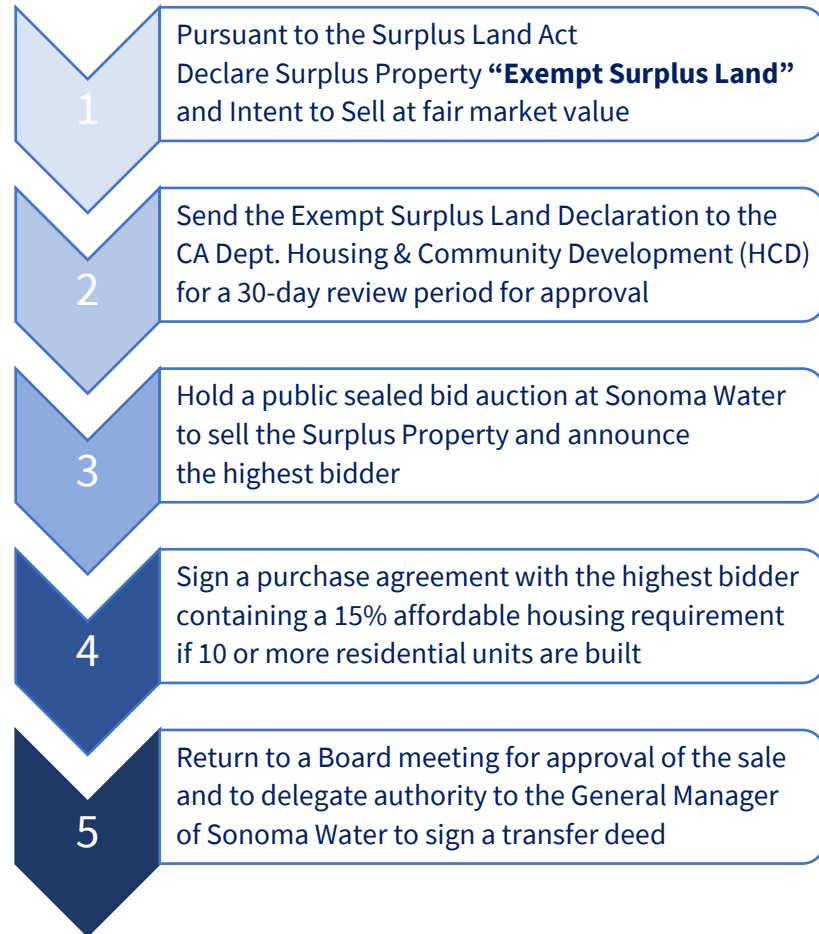 1
Pursuant to the Surplus Land Act
Declare Surplus Property “Exempt Surplus Land”
and Intent to Sell at fair market value
2
Send the Exempt Surplus Land Declaration to the
CA Dept. Housing & Community Development (HCD)
for a 30-day review period for approval
3
Hold a public sealed bid auction at Sonoma Water
to sell the Surplus Property and announce
the highest bidder
4
Sign a purchase agreement with the highest bidder
containing a 15% affordable housing requirement
if 10 or more residential units are built
5
Return to a Board meeting for approval of the sale
and to delegate authority to the General Manager
of Sonoma Water to sign a transfer deed